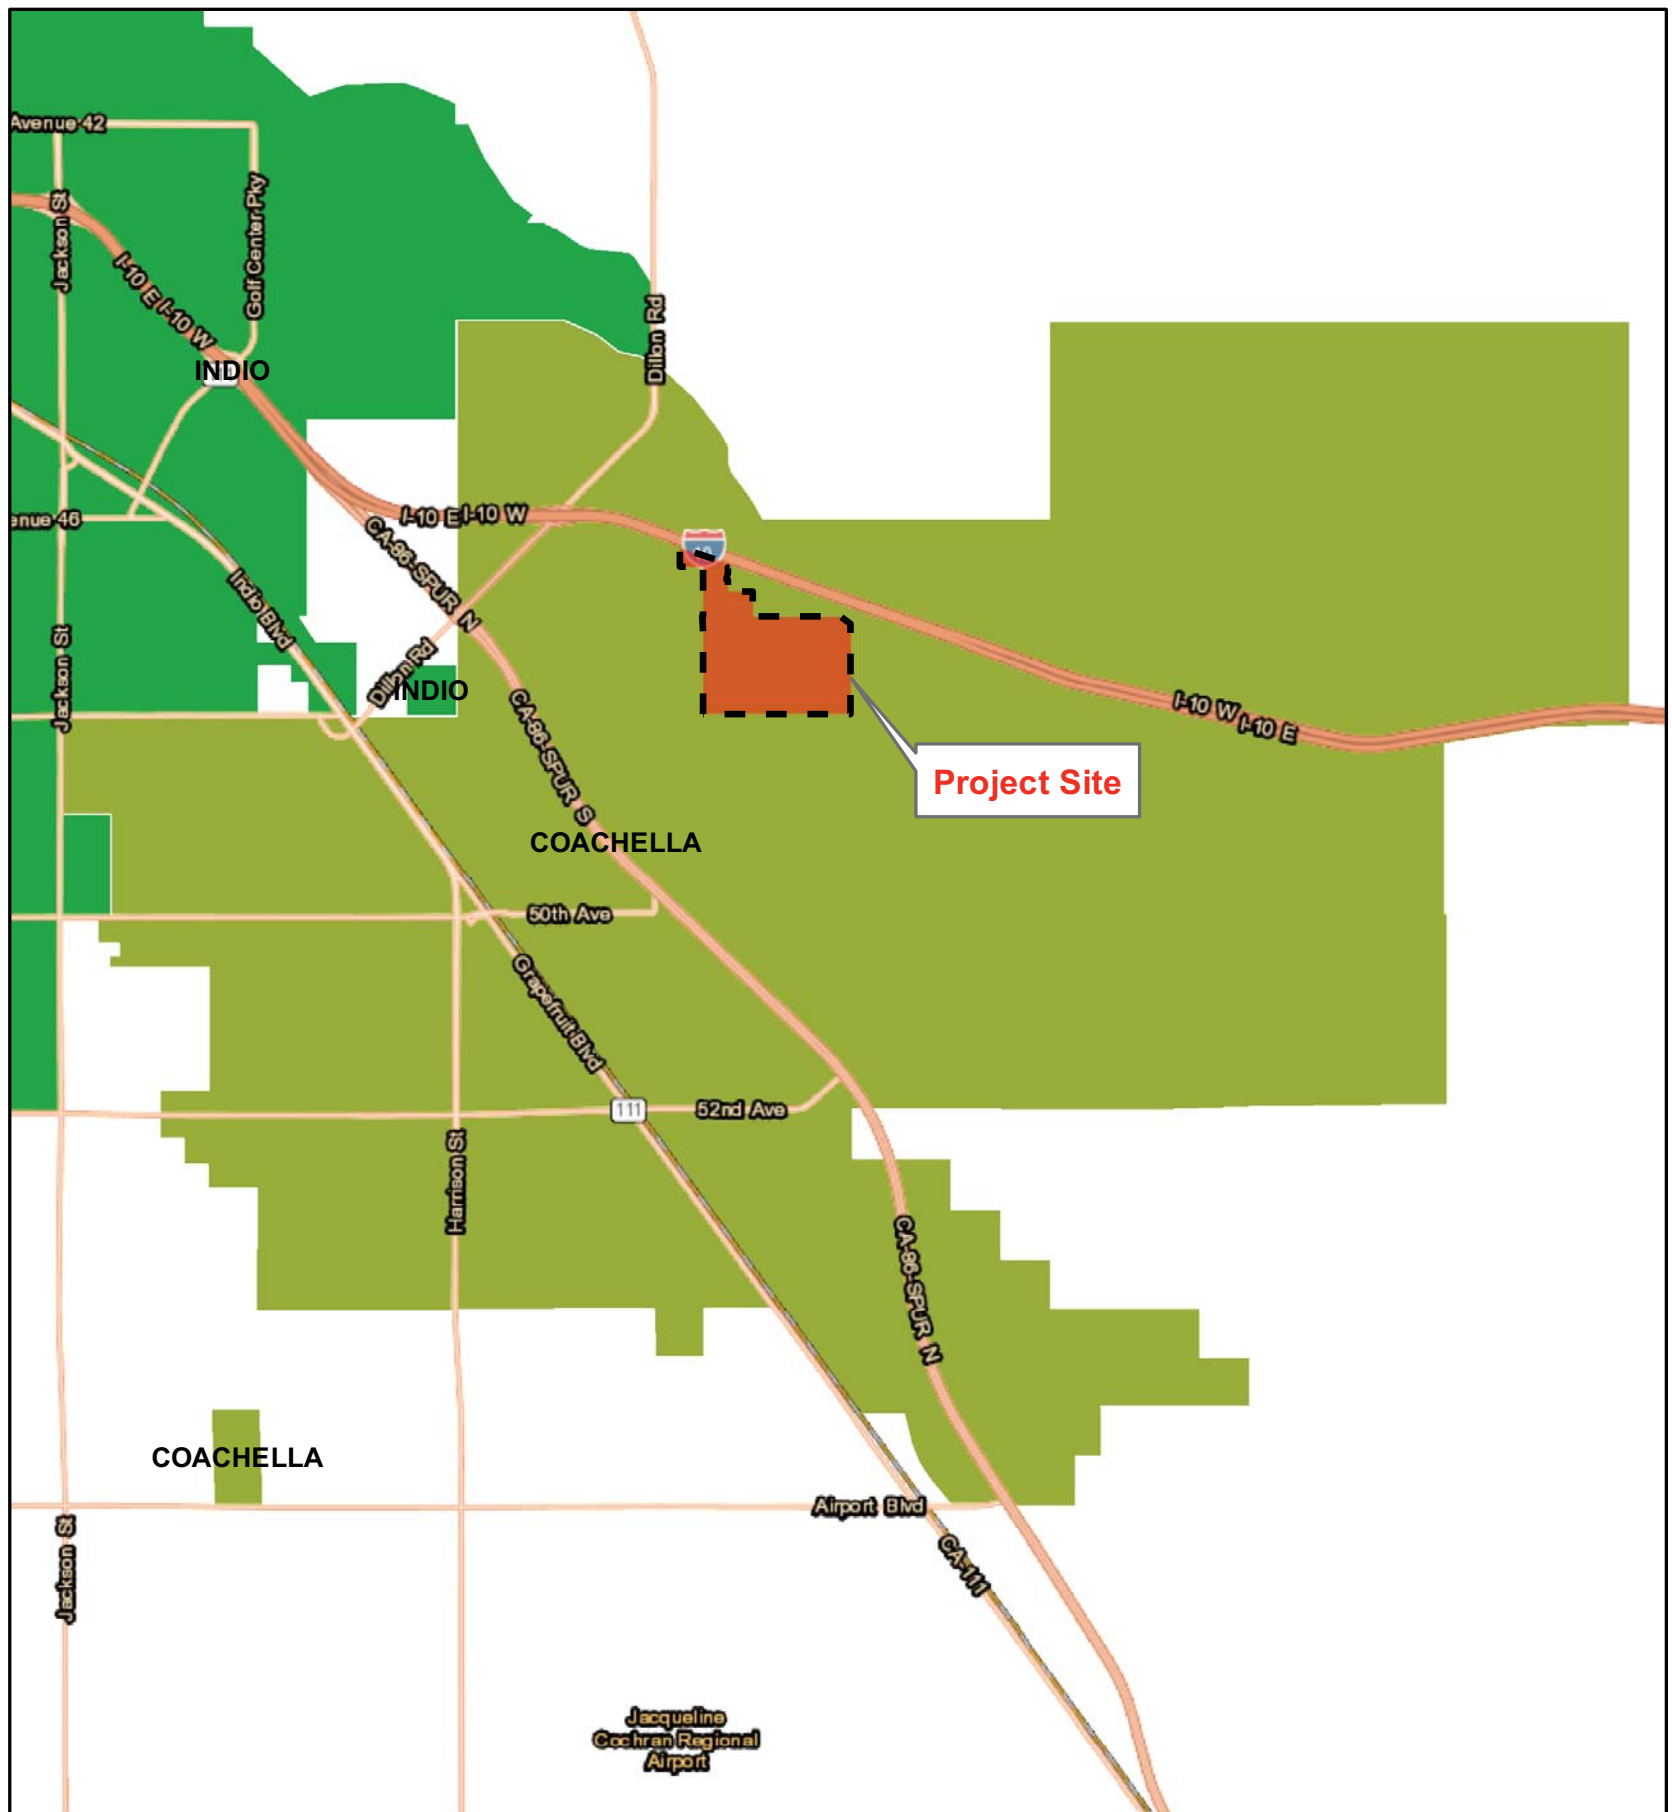 Avenue 42
Jackson St
Golf Center Pky
I-10 E I-10 W
INDIO
Dillon Rd
enue 46
I-10 E I-10 W
CA-86-SPUR N
10
Indio Blvd
Jackson St
Dillon Rd
INDIO
CA-86-SPUR S
I-10 W I-10 E
Project Site
COACHELLA
50th Ave
Grapefruit Blvd
111
52nd Ave
Harrison St
CA-86-SPUR N
COACHELLA
Airport Blvd
Jackson St
CA-111
Jacqueline
Cochran Regional
Airport